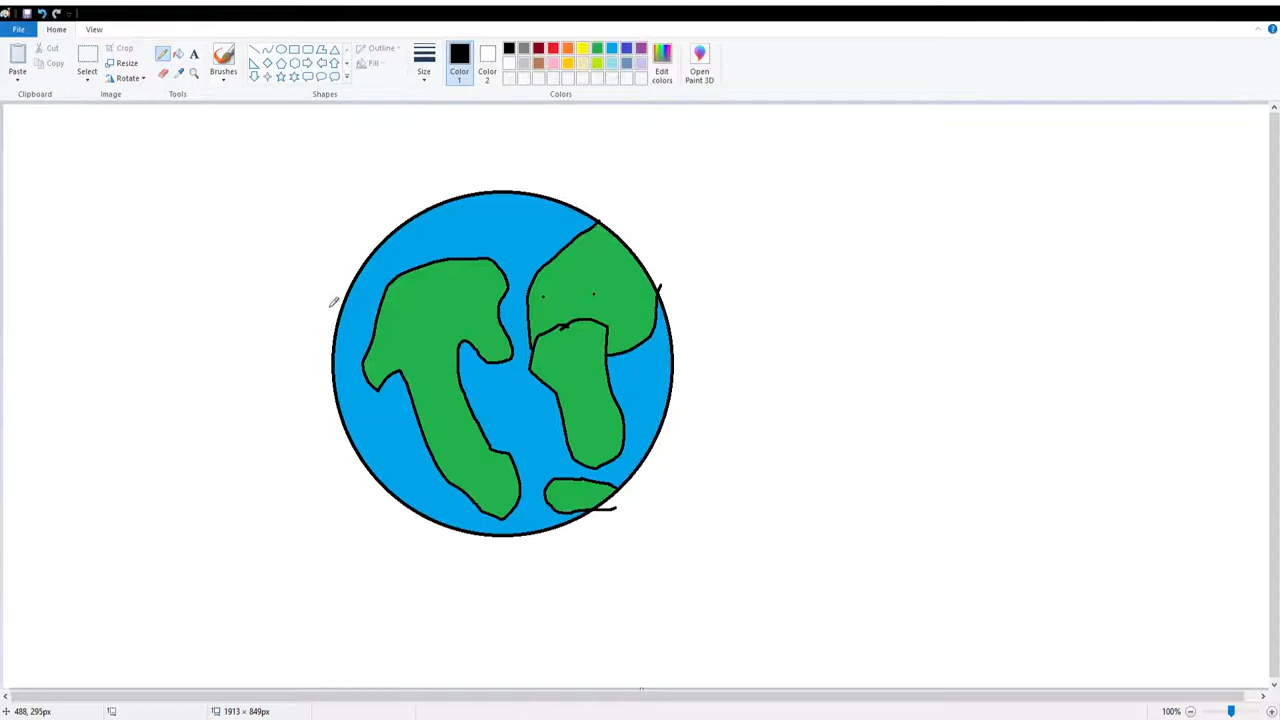 File Home View
Paste Cut Copy Select Crop Resize Rotate Brushes Outline Fill Size Color 1 Color 2 Edit colors Open Paint 3D
Clipboard Image Tools Shapes Colors
488, 295px 1913 × 849px 100%